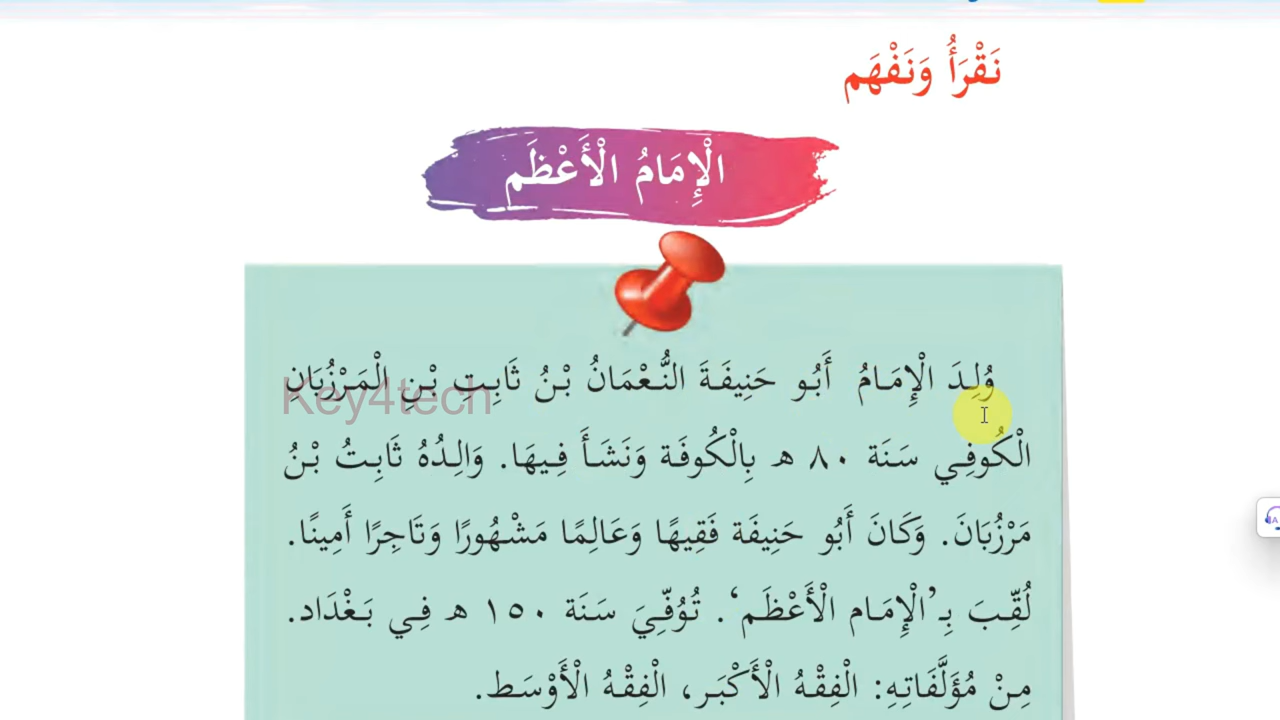 نَقْرَأُ وَنَفْهَم
الْإِمَامُ الْأَعْظَم
وُلِدَ الْإِمَامُ أَبُو حَنِيفَةَ النُّعْمَانُ بْنُ ثَابِتِ بْنِ الْمَرْزُبَانِ
Key4tech
الْكُوفِي سَنَة ٨٠ هـ بِالْكُوفَة وَنَشَأَ فِيهَا. وَالِدُهُ ثَابِتُ بْنُ
مَرْزُبَانَ. وَكَانَ أَبُو حَنِيفَة فَقِيهًا وَعَالِمًا مَشْهُورًا وَتَاجِرًا أَمِينًا.
لُقِّبَ بِـ’الْإِمَام الْأَعْظَم‘. تُوُفِّيَ سَنَة ١٥٠ هـ فِي بَغْدَاد.
مِنْ مُؤَلَّفَاتِهِ: الْفِقْهُ الْأَكْبَر، الْفِقْهُ الْأَوْسَط.